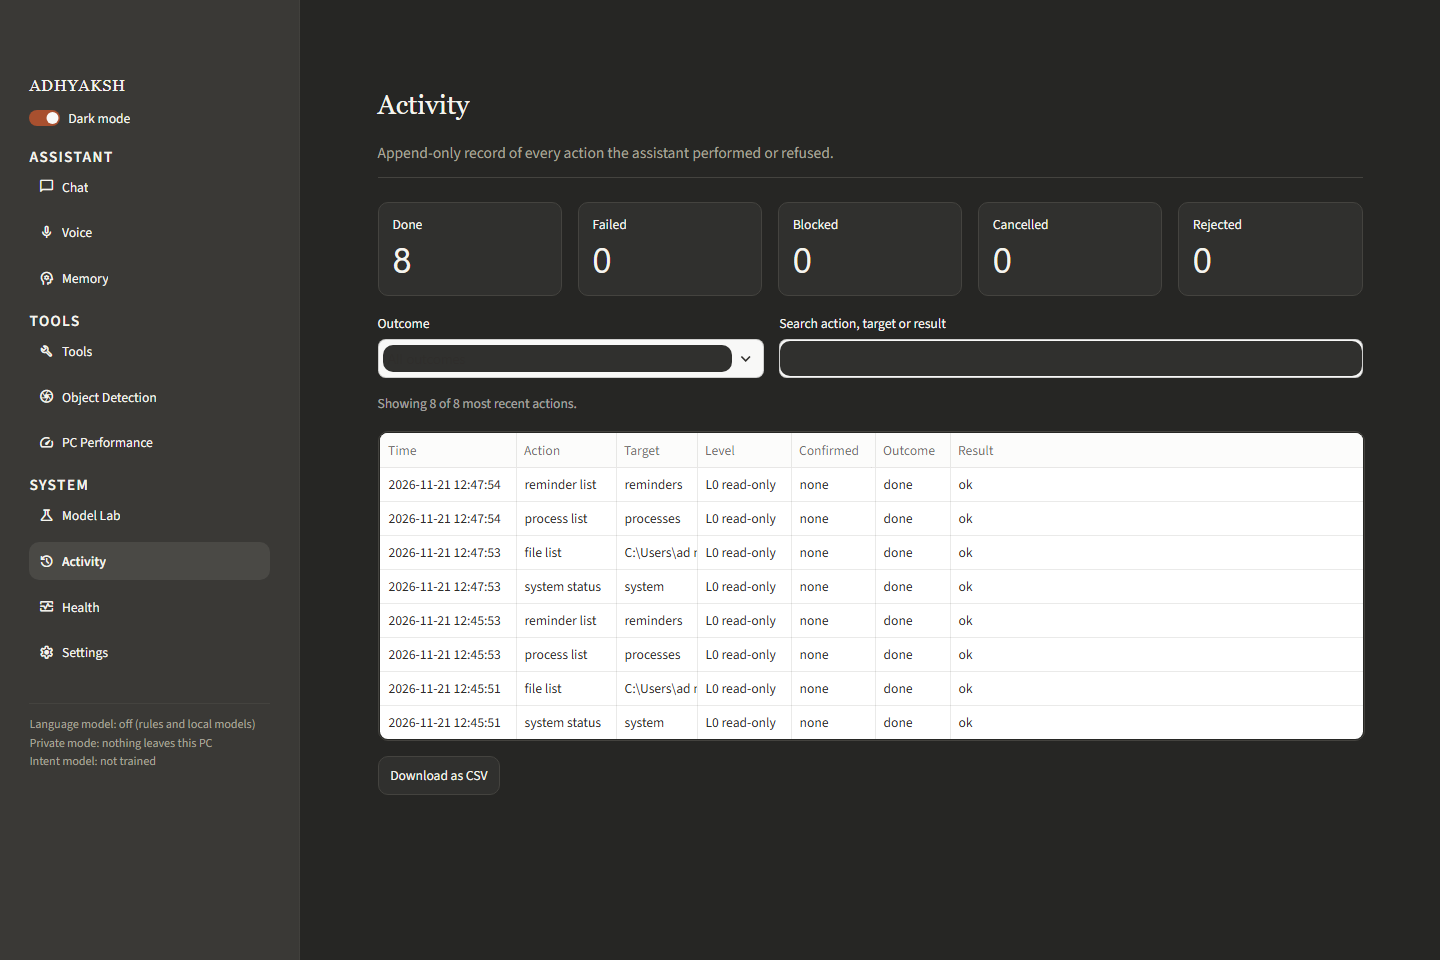 ADHYAKSH
Dark mode
ASSISTANT
Chat
Voice
Memory
TOOLS
Tools
Object Detection
PC Performance
SYSTEM
Model Lab
Activity
Health
Settings
Language model: off (rules and local models)
Private mode: nothing leaves this PC
Intent model: not trained
Activity
Append-only record of every action the assistant performed or refused.
Done Failed Blocked Cancelled Rejected
8 0 0 0 0
Outcome Search action, target or result
Showing 8 of 8 most recent actions.
Time Action Target Level Confirmed Outcome Result
2026-11-21 12:47:54 reminder list reminders L0 read-only none done ok
2026-11-21 12:47:54 process list processes L0 read-only none done ok
2026-11-21 12:47:53 file list C:\Users\ad L0 read-only none done ok
2026-11-21 12:47:53 system status system L0 read-only none done ok
2026-11-21 12:45:53 reminder list reminders L0 read-only none done ok
2026-11-21 12:45:53 process list processes L0 read-only none done ok
2026-11-21 12:45:51 file list C:\Users\ad L0 read-only none done ok
2026-11-21 12:45:51 system status system L0 read-only none done ok
Download as CSV